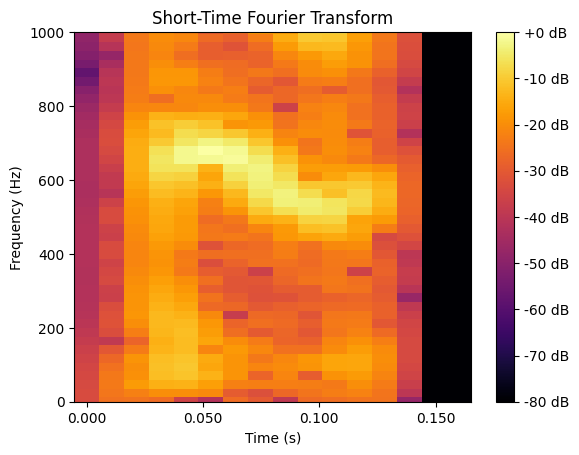 Short-Time Fourier Transform
1000
800
600
400
200
0
Frequency (Hz)
0.000
0.050
0.100
0.150
Time (s)
+0 dB
-10 dB
-20 dB
-30 dB
-40 dB
-50 dB
-60 dB
-70 dB
-80 dB